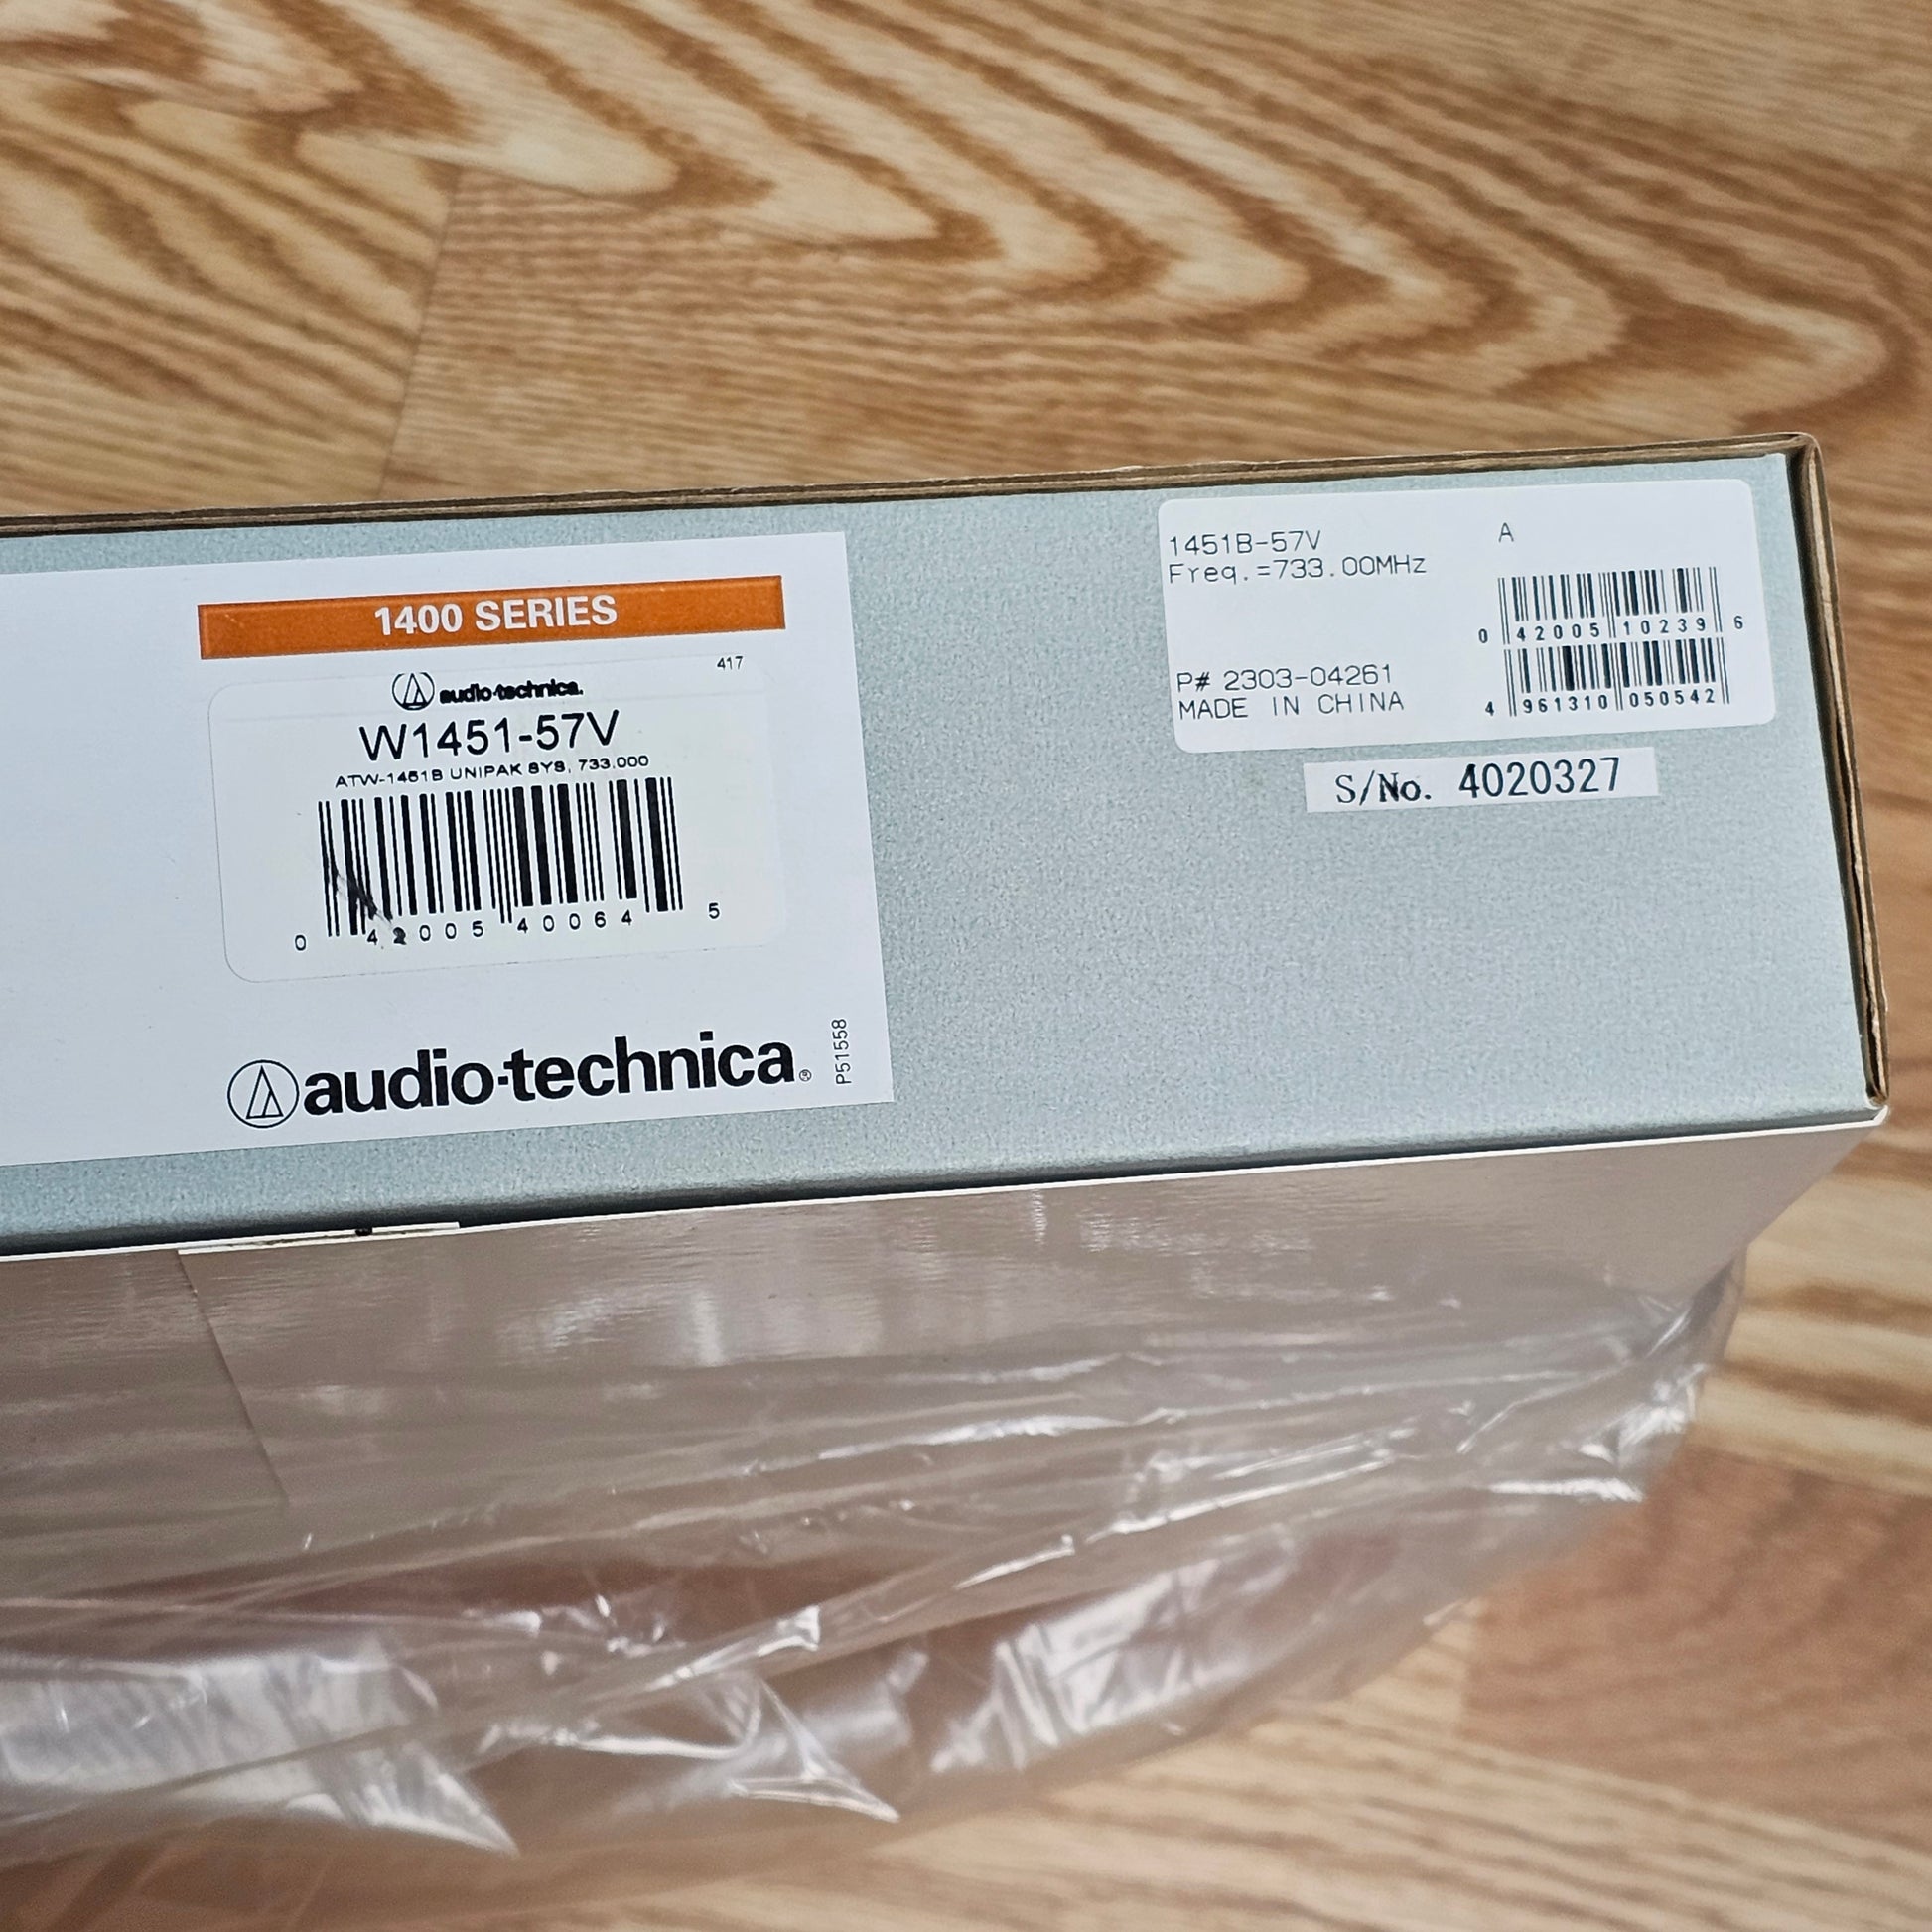 1400 SERIES
417
audio-technica.
W1451-57V
ATW-1451B UNIPAK SYS, 733.000
0 42005 40064 5
audio-technica®
P51558
1451B-57V
A
Freq.=733.00MHz
0 42005 10239 6
P# 2303-04261
MADE IN CHINA
4 961310 050542
S/No. 4020327